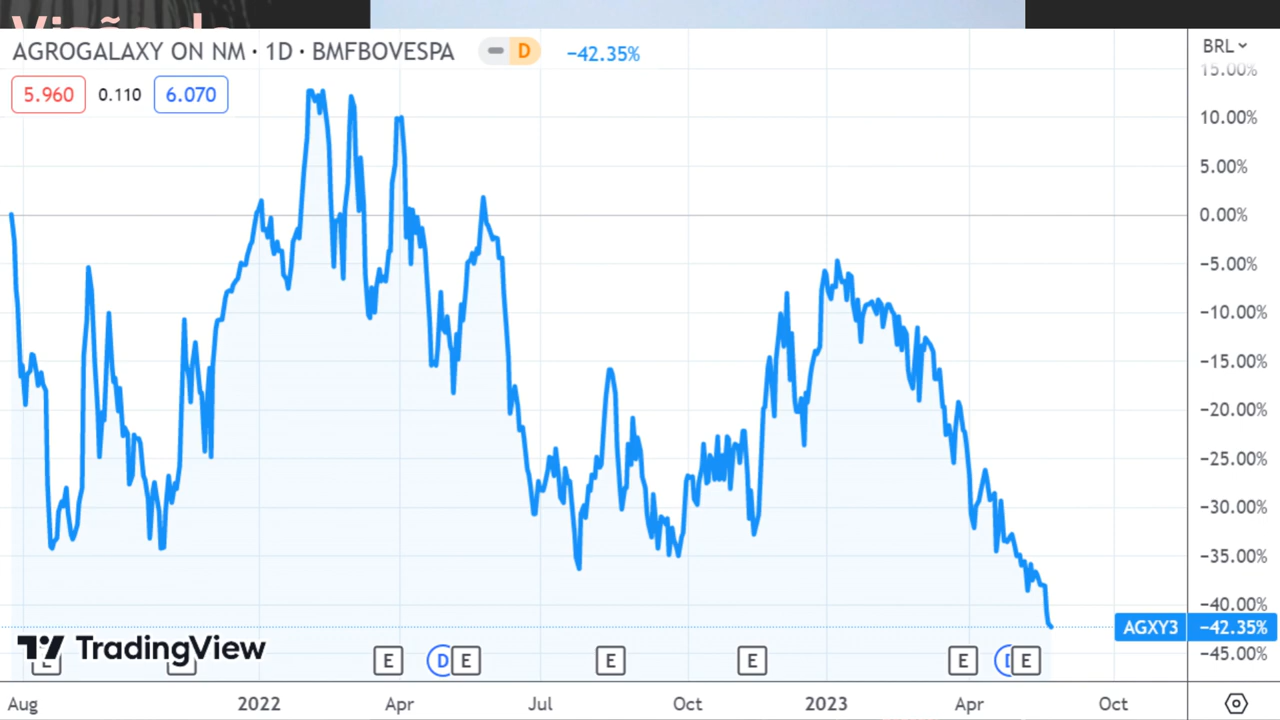 Visão da
AGROGALAXY ON NM · 1D · BMFBOVESPA
D
−42.35%
BRL
5.960
0.110
6.070
15.00%
10.00%
5.00%
0.00%
−5.00%
−10.00%
−15.00%
−20.00%
−25.00%
−30.00%
−35.00%
−40.00%
AGXY3 −42.35%
−45.00%
TradingView
E E D E E E E D E
Aug 2022 Apr Jul Oct 2023 Apr Oct